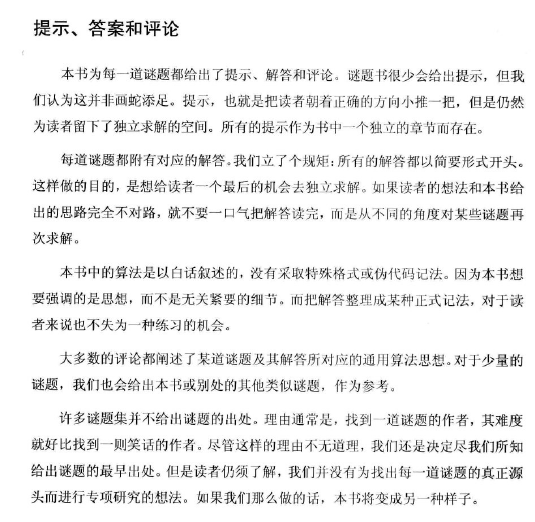 提示、答案和评论
本书为每一道谜题都给出了提示、解答和评论。谜题书很少会给出提示，但我
们认为这并非画蛇添足。提示，也就是把读者朝着正确的方向小推一把，但是仍然
为读者留下了独立求解的空间。所有的提示作为书中一个独立的章节而存在。
每道谜题都附有对应的解答。我们立了个规矩：所有的解答都以简要形式开头。
这样做的目的，是想给读者一个最后的机会去独立求解。如果读者的想法和本书给
出的思路完全不对路，就不要一口气把解答读完，而是从不同的角度对某些谜题再
次求解。
本书中的算法是以白话叙述的，没有采取特殊格式或伪代码记法。因为本书想
要强调的是思想，而不是无关紧要的细节。而把解答整理成某种正式记法，对于读
者来说也不失为一种练习的机会。
大多数的评论都阐述了某道谜题及其解答所对应的通用算法思想。对于少量的
谜题，我们也会给出本书或别处的其他类似谜题，作为参考。
许多谜题集并不给出谜题的出处。理由通常是，找到一道谜题的作者，其难度
就好比找到一则笑话的作者。尽管这样的理由不无道理，我们还是决定尽我们所知
给出谜题的最早出处。但是读者仍须了解，我们并没有为找出每一道谜题的真正源
头而进行专项研究的想法。如果我们那么做的话，本书将变成另一种样子。